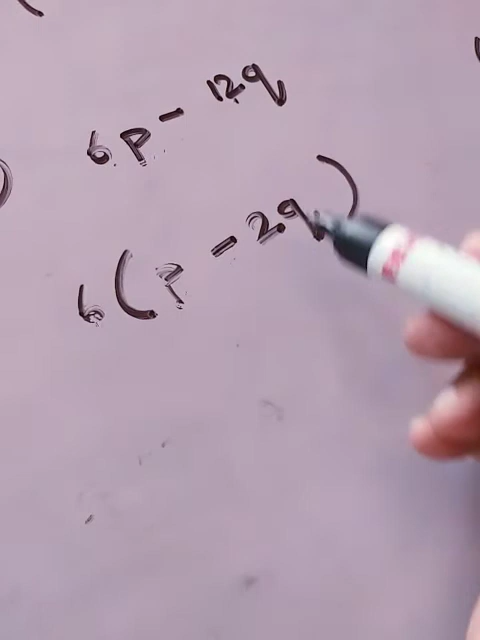 6p - 12q
) 6(p - 2q)